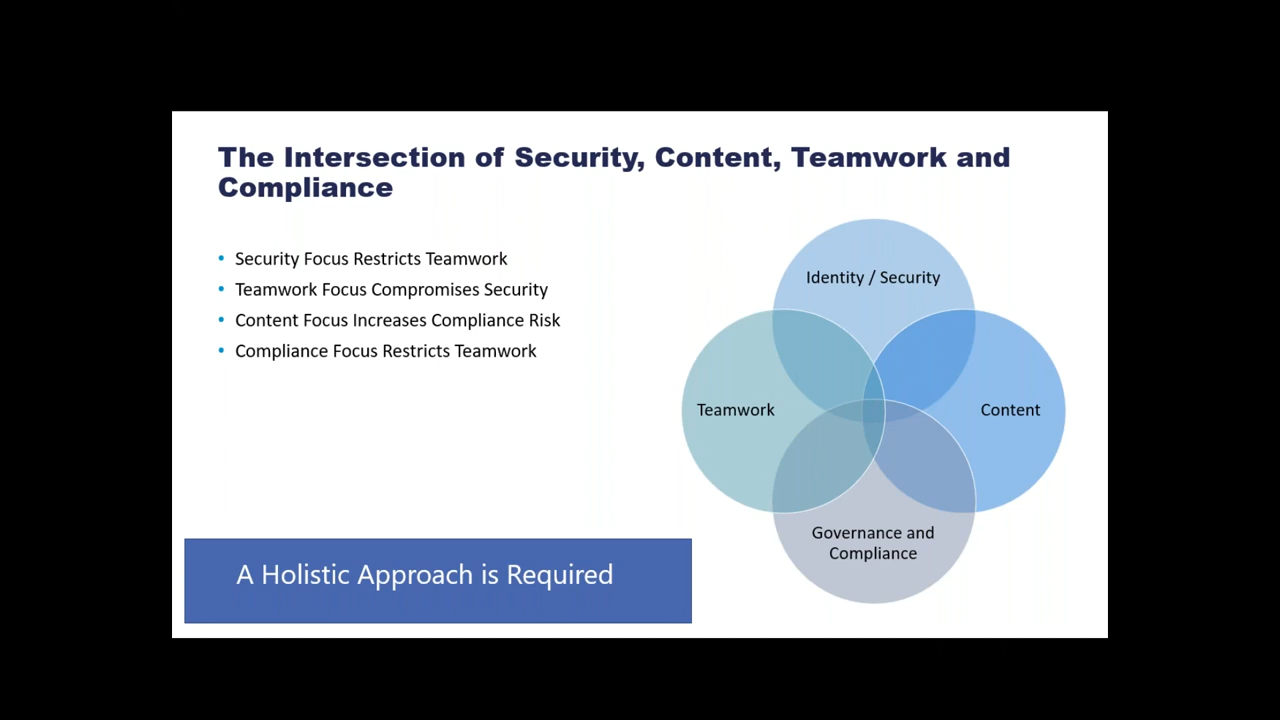 The Intersection of Security, Content, Teamwork and
Compliance
• Security Focus Restricts Teamwork
• Teamwork Focus Compromises Security
• Content Focus Increases Compliance Risk
• Compliance Focus Restricts Teamwork
Identity / Security
Teamwork
Content
Governance and
Compliance
A Holistic Approach is Required